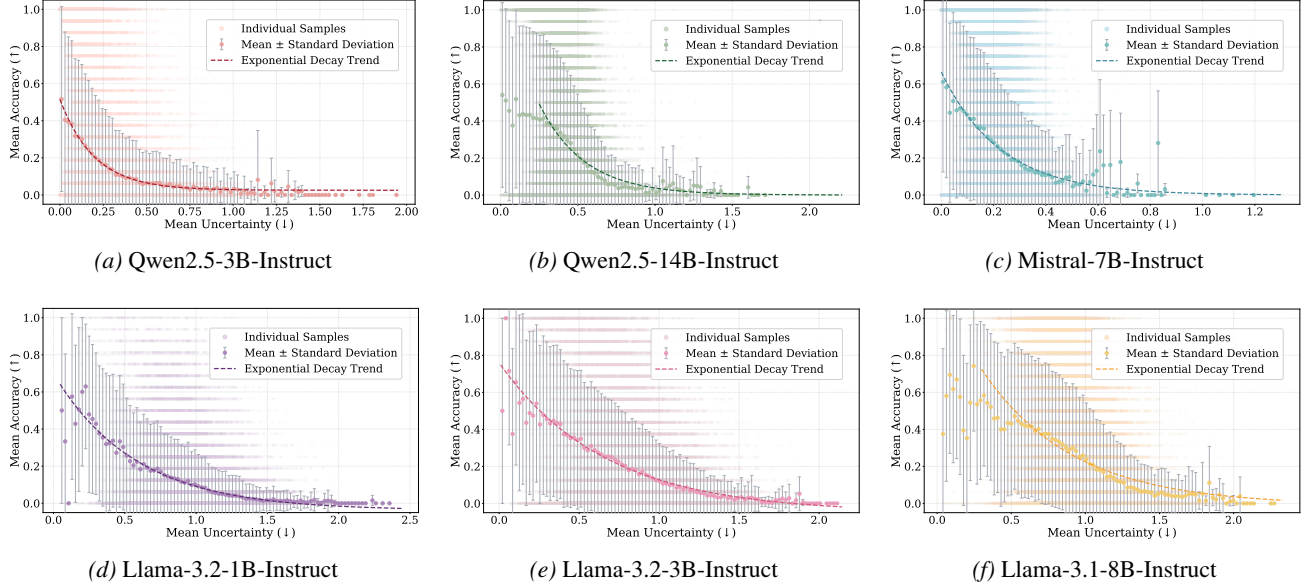 Mean Accuracy (↑)
1.0
0.8
0.6
0.4
0.2
0.0
Individual Samples
Mean ± Standard Deviation
Exponential Decay Trend
0.00 0.25 0.50 0.75 1.00 1.25 1.50 1.75 2.00
Mean Uncertainty (↓)
(a) Qwen2.5-3B-Instruct
Mean Accuracy (↑)
1.0
0.8
0.6
0.4
0.2
0.0
Individual Samples
Mean ± Standard Deviation
Exponential Decay Trend
0.0 0.5 1.0 1.5 2.0
Mean Uncertainty (↓)
(b) Qwen2.5-14B-Instruct
Mean Accuracy (↑)
1.0
0.8
0.6
0.4
0.2
0.0
Individual Samples
Mean ± Standard Deviation
Exponential Decay Trend
0.0 0.2 0.4 0.6 0.8 1.0 1.2
Mean Uncertainty (↓)
(c) Mistral-7B-Instruct
Mean Accuracy (↑)
1.0
0.8
0.6
0.4
0.2
0.0
Individual Samples
Mean ± Standard Deviation
Exponential Decay Trend
0.0 0.5 1.0 1.5 2.0 2.5
Mean Uncertainty (↓)
(d) Llama-3.2-1B-Instruct
Mean Accuracy (↑)
1.0
0.8
0.6
0.4
0.2
0.0
Individual Samples
Mean ± Standard Deviation
Exponential Decay Trend
0.0 0.5 1.0 1.5 2.0
Mean Uncertainty (↓)
(e) Llama-3.2-3B-Instruct
Mean Accuracy (↑)
1.0
0.8
0.6
0.4
0.2
0.0
Individual Samples
Mean ± Standard Deviation
Exponential Decay Trend
0.0 0.5 1.0 1.5 2.0
Mean Uncertainty (↓)
(f) Llama-3.1-8B-Instruct